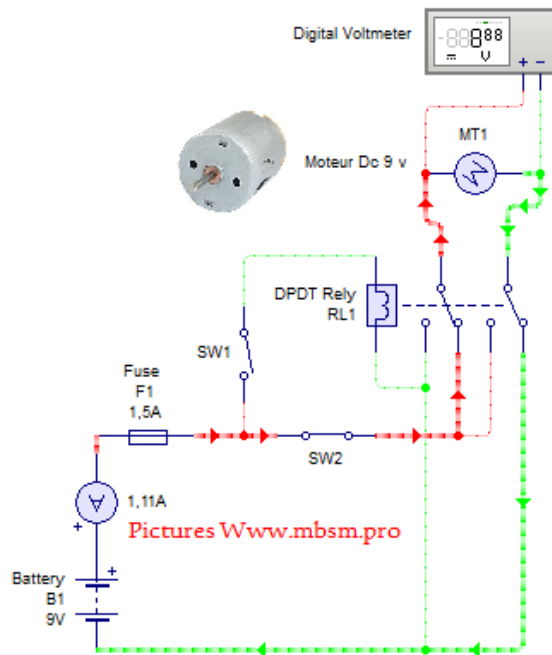 Digital Voltmeter
-888888
V
+ −
MT1
Moteur Dc 9 v
DPDT Rely
RL1
SW1
Fuse
F1
1,5A
SW2
A
1,11A
+
Pictures Www.mbsm.pro
Battery
B1
9V
+